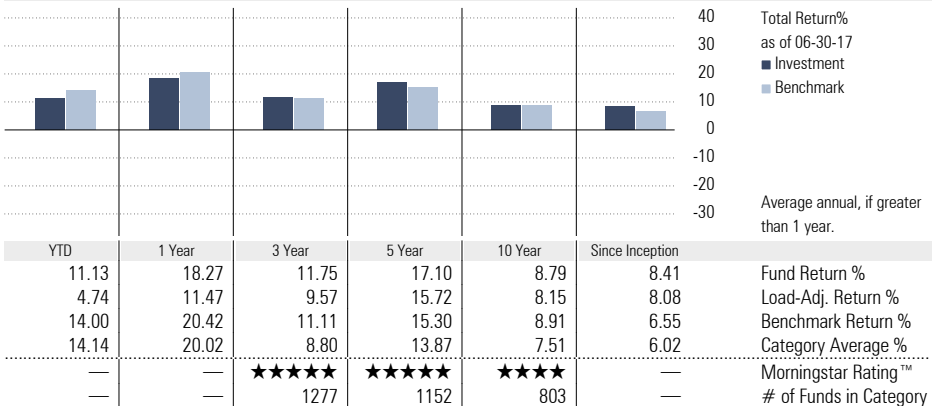 40
30
20
10
0
-10
-20
-30
Total Return%
as of 06-30-17
Investment
Benchmark
Average annual, if greater
than 1 year.
YTD 1 Year 3 Year 5 Year 10 Year Since Inception
11.13 18.27 11.75 17.10 8.79 8.41 Fund Return %
4.74 11.47 9.57 15.72 8.15 8.08 Load-Adj. Return %
14.00 20.42 11.11 15.30 8.91 6.55 Benchmark Return %
14.14 20.02 8.80 13.87 7.51 6.02 Category Average %
— — ★★★★★ ★★★★★ ★★★★ — Morningstar Rating™
— — 1277 1152 803 — # of Funds in Category